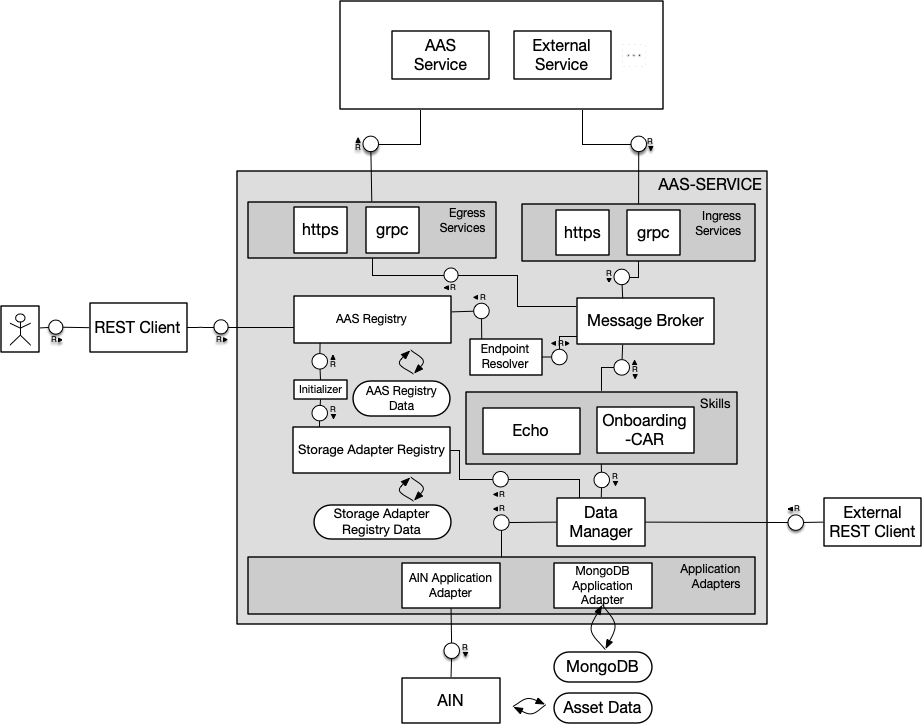 AAS
Service
External
Service
...
R
R
AAS-SERVICE
https
grpc
Egress
Services
https
grpc
Ingress
Services
R
R
R
REST Client
R
R
AAS Registry
Endpoint
Resolver
R
Message Broker
R
R
Initializer
AAS Registry
Data
R
Storage Adapter Registry
Skills
Echo
Onboarding
-CAR
R
R
Storage Adapter
Registry Data
R
Data
Manager
R
External
REST Client
AIN Application
Adapter
MongoDB
Application
Adapter
Application
Adapters
R
MongoDB
AIN
Asset Data